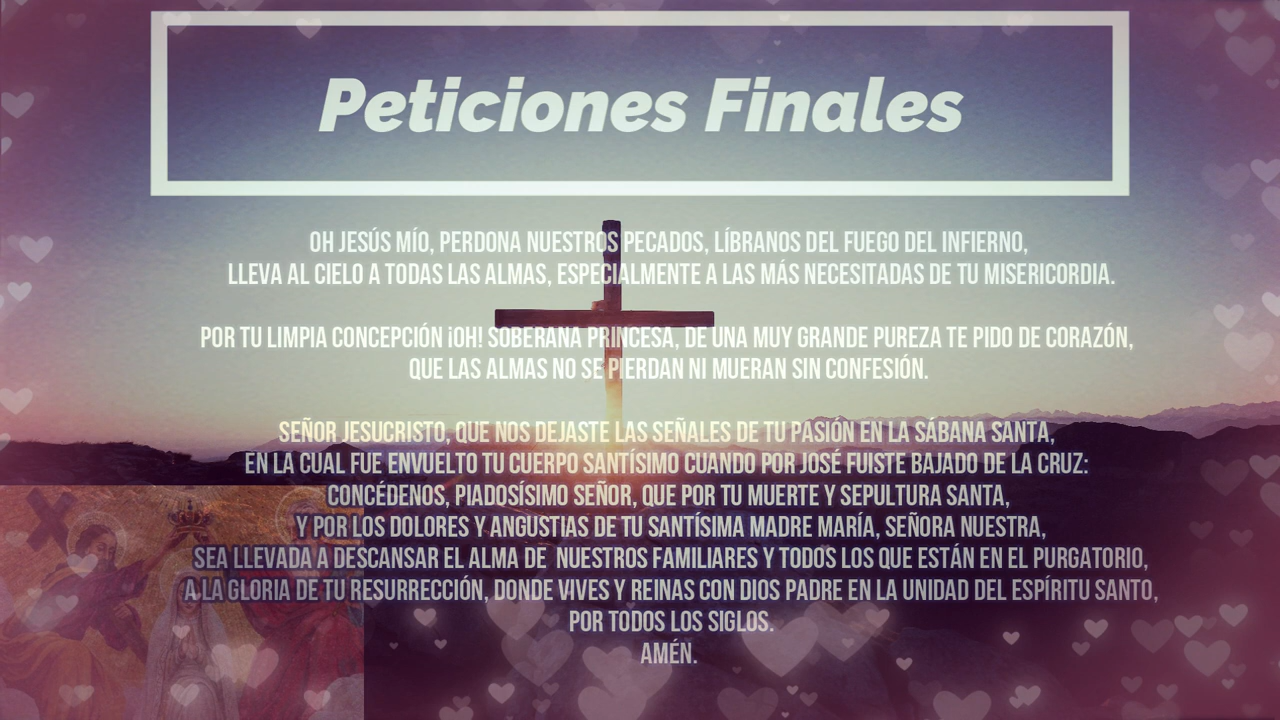 Peticiones Finales
OH JESÚS MÍO, PERDONA NUESTROS PECADOS, LÍBRANOS DEL FUEGO DEL INFIERNO,
LLEVA AL CIELO A TODAS LAS ALMAS, ESPECIALMENTE A LAS MÁS NECESITADAS DE TU MISERICORDIA.
POR TU LIMPIA CONCEPCIÓN ¡OH! SOBERANA PRINCESA, DE UNA MUY GRANDE PUREZA TE PIDO DE CORAZÓN,
QUE LAS ALMAS NO SE PIERDAN NI MUERAN SIN CONFESIÓN.
SEÑOR JESUCRISTO, QUE NOS DEJASTE LAS SEÑALES DE TU PASIÓN EN LA SÁBANA SANTA,
EN LA CUAL FUE ENVUELTO TU CUERPO SANTÍSIMO CUANDO POR JOSÉ FUISTE BAJADO DE LA CRUZ:
CONCÉDENOS, PIADOSÍSIMO SEÑOR, QUE POR TU MUERTE Y SEPULTURA SANTA,
Y POR LOS DOLORES Y ANGUSTIAS DE TU SANTÍSIMA MADRE MARÍA, SEÑORA NUESTRA,
SEA LLEVADA A DESCANSAR EL ALMA DE NUESTROS FAMILIARES Y TODOS LOS QUE ESTÁN EN EL PURGATORIO,
A LA GLORIA DE TU RESURRECCIÓN, DONDE VIVES Y REINAS CON DIOS PADRE EN LA UNIDAD DEL ESPÍRITU SANTO,
POR TODOS LOS SIGLOS.
AMÉN.